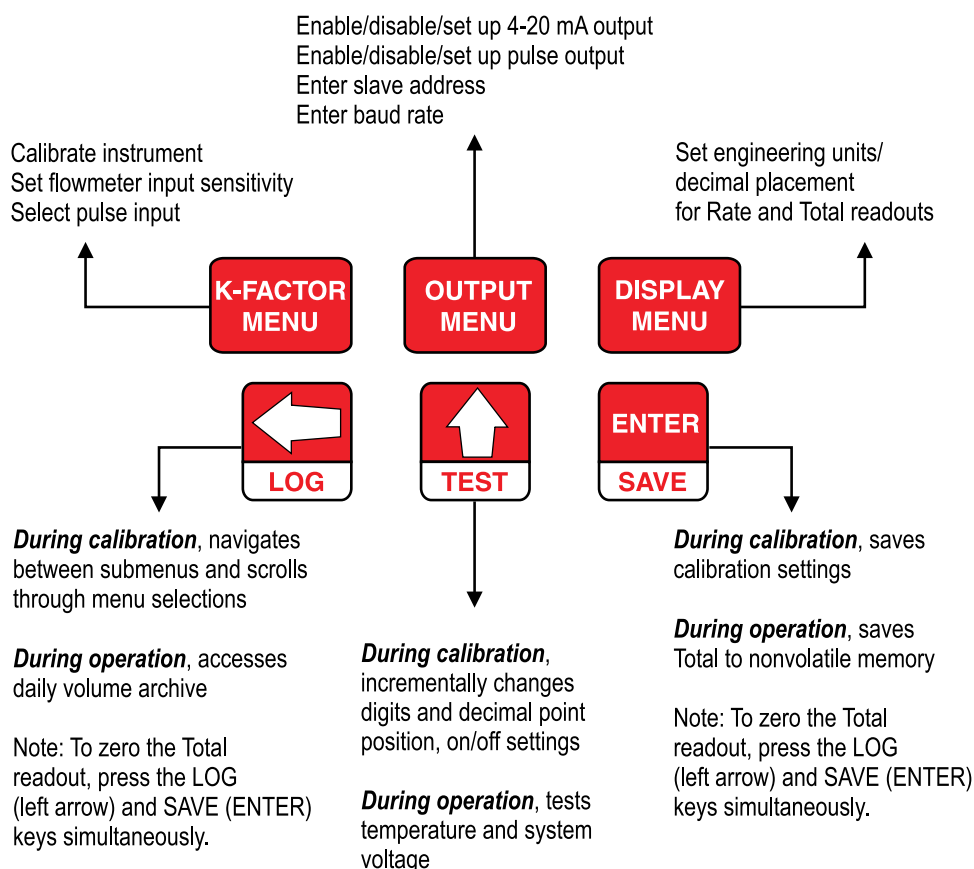 Enable/disable/set up 4-20 mA output
Enable/disable/set up pulse output
Enter slave address
Enter baud rate
Calibrate instrument
Set flowmeter input sensitivity
Select pulse input
Set engineering units/
decimal placement
for Rate and Total readouts
K-FACTOR
MENU
OUTPUT
MENU
DISPLAY
MENU
LOG
TEST
ENTER
SAVE
During calibration, navigates
between submenus and scrolls
through menu selections
During operation, accesses
daily volume archive
Note: To zero the Total
readout, press the LOG
(left arrow) and SAVE (ENTER)
keys simultaneously.
During calibration,
incrementally changes
digits and decimal point
position, on/off settings
During operation, tests
temperature and system
voltage
During calibration, saves
calibration settings
During operation, saves
Total to nonvolatile memory
Note: To zero the Total
readout, press the LOG
(left arrow) and SAVE (ENTER)
keys simultaneously.